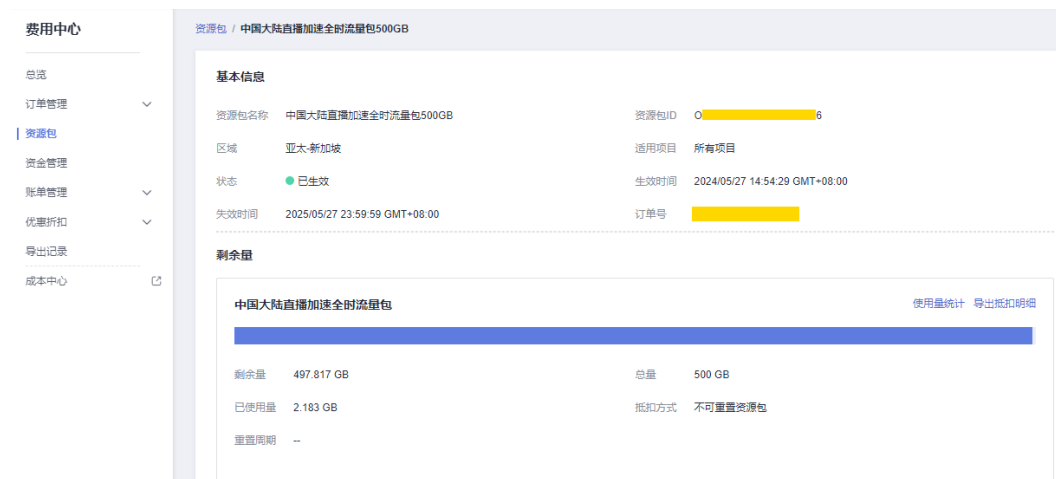 费用中心
总览
订单管理
资源包
资金管理
账单管理
优惠折扣
导出记录
成本中心
资源包 / 中国大陆直播加速全时流量包500GB
基本信息
资源包名称 中国大陆直播加速全时流量包500GB 资源包ID O 6
区域 亚太-新加坡 适用项目 所有项目
状态 已生效 生效时间 2024/05/27 14:54:29 GMT+08:00
失效时间 2025/05/27 23:59:59 GMT+08:00 订单号
剩余量
中国大陆直播加速全时流量包 使用量统计 导出抵扣明细
剩余量 497.817 GB 总量 500 GB
已使用量 2.183 GB 抵扣方式 不可重置资源包
重置周期 --